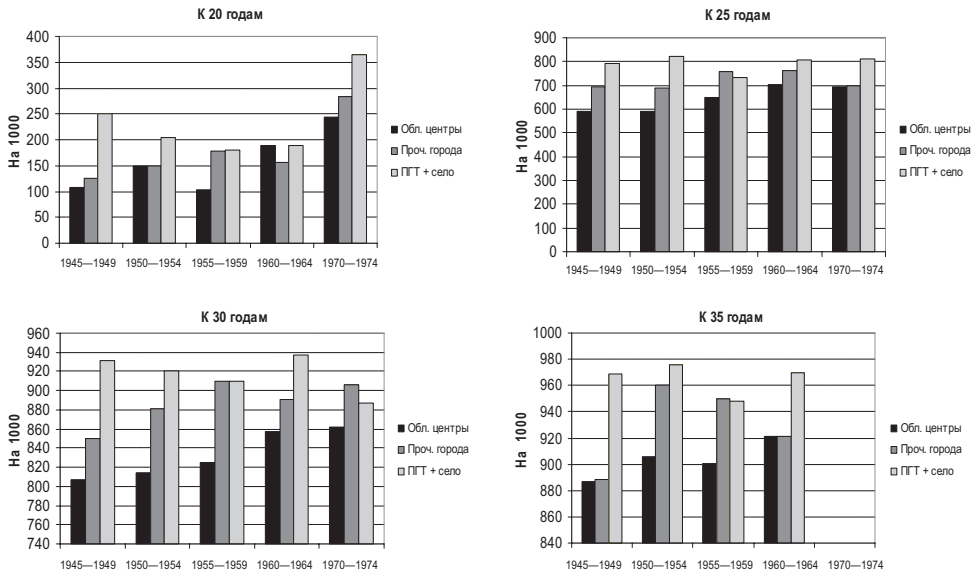 К 20 годам
На 1000
400
350
300
250
200
150
100
50
0
1945—1949 1950—1954 1955—1959 1960—1964 1970—1974
Обл. центры
Проч. города
ПГТ + село
К 25 годам
На 1000
900
800
700
600
500
400
300
200
100
0
1945—1949 1950—1954 1955—1959 1960—1964 1970—1974
Обл. центры
Проч. города
ПГТ + село
К 30 годам
На 1000
960
940
920
900
880
860
840
820
800
780
760
740
1945—1949 1950—1954 1955—1959 1960—1964 1970—1974
Обл. центры
Проч. города
ПГТ + село
К 35 годам
На 1000
1000
980
960
940
920
900
880
860
840
1945—1949 1950—1954 1955—1959 1960—1964 1970—1974
Обл. центры
Проч. города
ПГТ + село